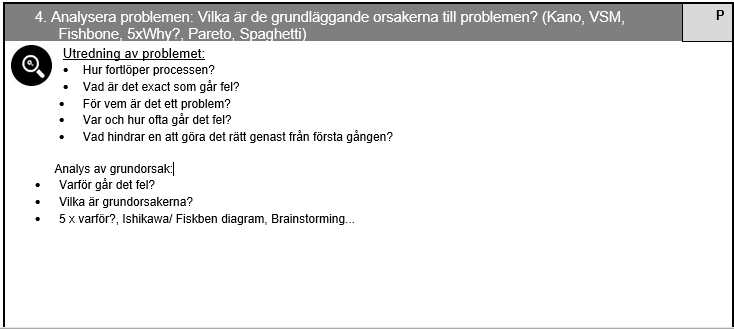 4. Analysera problemen: Vilka är de grundläggande orsakerna till problemen? (Kano, VSM,
Fishbone, 5xWhy?, Pareto, Spaghetti)
P
Utredning av problemet:
• Hur fortlöper processen?
• Vad är det exact som går fel?
• För vem är det ett problem?
• Var och hur ofta går det fel?
• Vad hindrar en att göra det rätt genast från första gången?
Analys av grundorsak:
• Varför går det fel?
• Vilka är grundorsakerna?
• 5 x varför?, Ishikawa/ Fiskben diagram, Brainstorming...